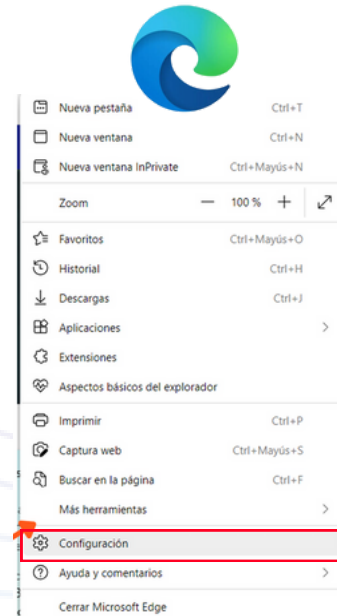 Nueva pestaña Ctrl+T
Nueva ventana Ctrl+N
Nueva ventana InPrivate Ctrl+Mayús+N
Zoom — 100 % +
Favoritos Ctrl+Mayús+O
Historial Ctrl+H
Descargas Ctrl+J
Aplicaciones
Extensiones
Aspectos básicos del explorador
Imprimir Ctrl+P
Captura web Ctrl+Mayús+S
Buscar en la página Ctrl+F
Más herramientas
Configuración
Ayuda y comentarios
Cerrar Microsoft Edge